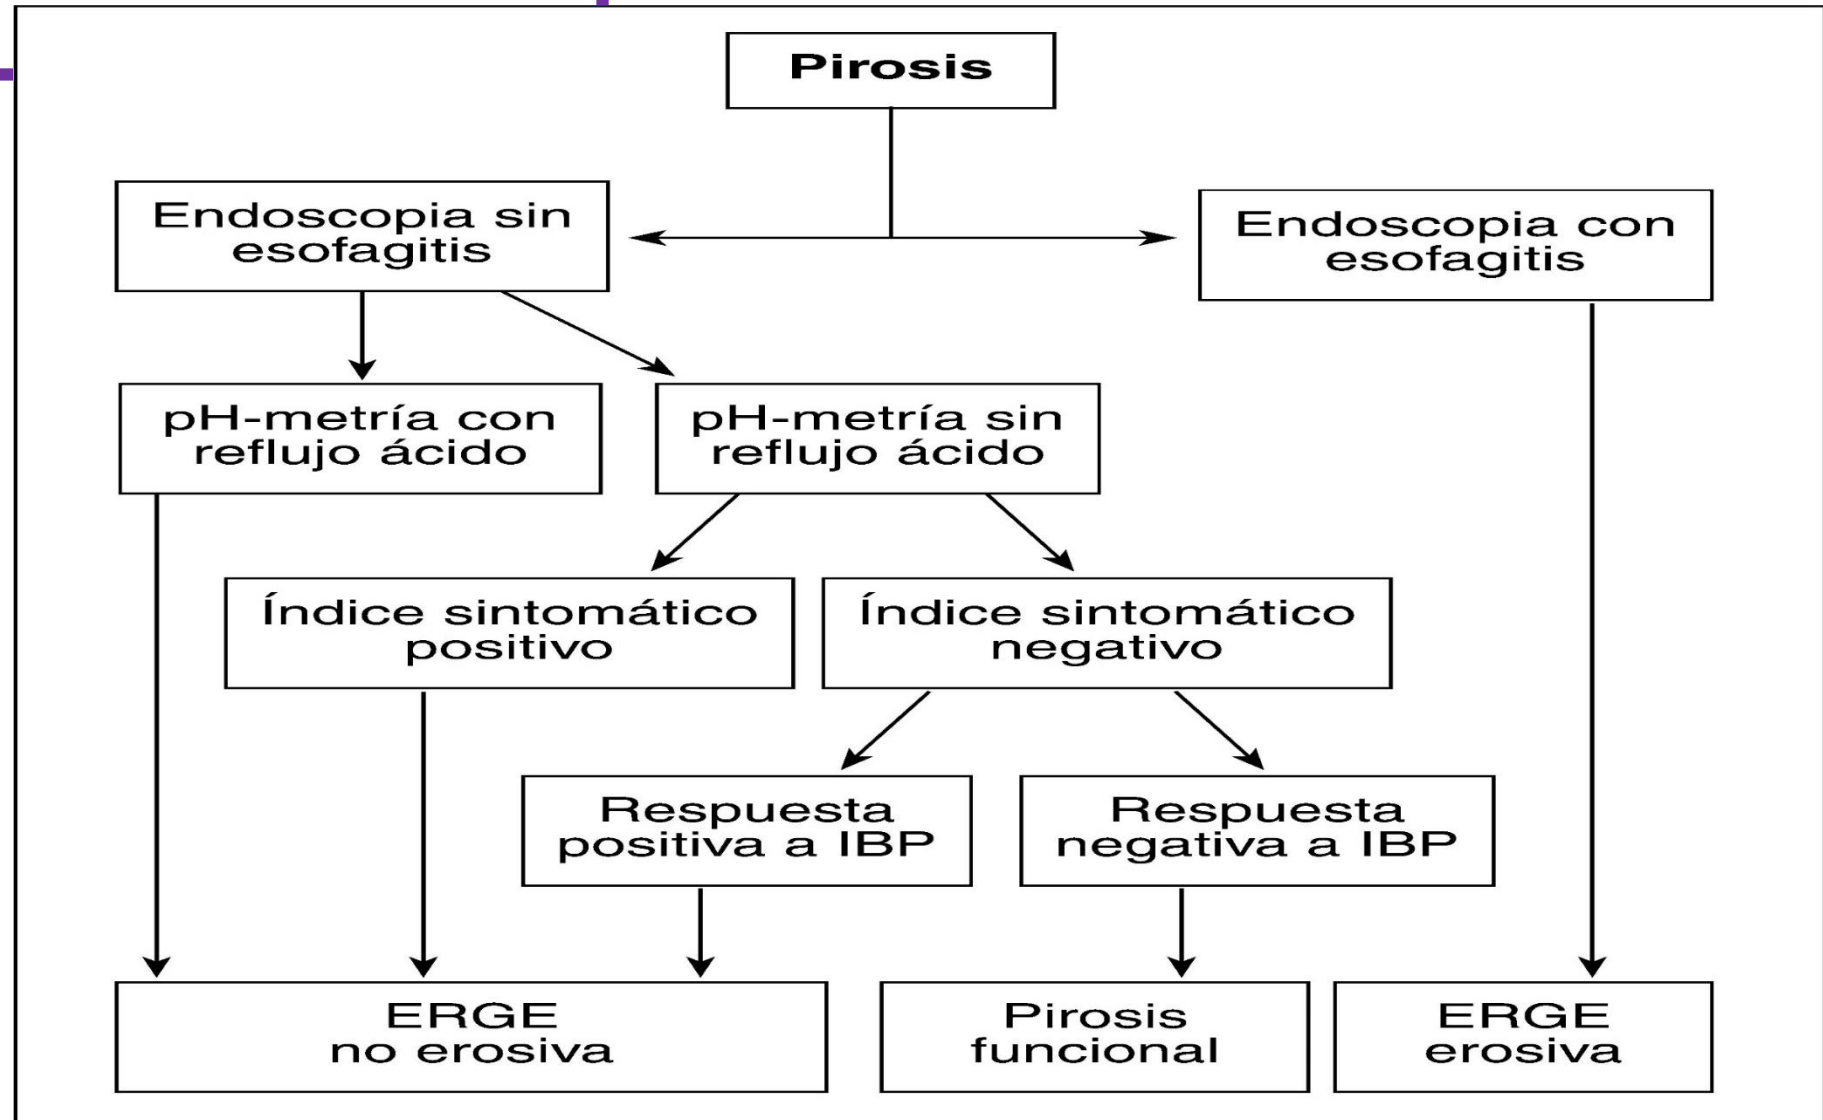 Pirosis
Endoscopia sin
esofagitis
Endoscopia con
esofagitis
pH-metría con
reflujo ácido
pH-metría sin
reflujo ácido
Índice sintomático
positivo
Índice sintomático
negativo
Respuesta
positiva a IBP
Respuesta
negativa a IBP
ERGE
no erosiva
Pirosis
funcional
ERGE
erosiva